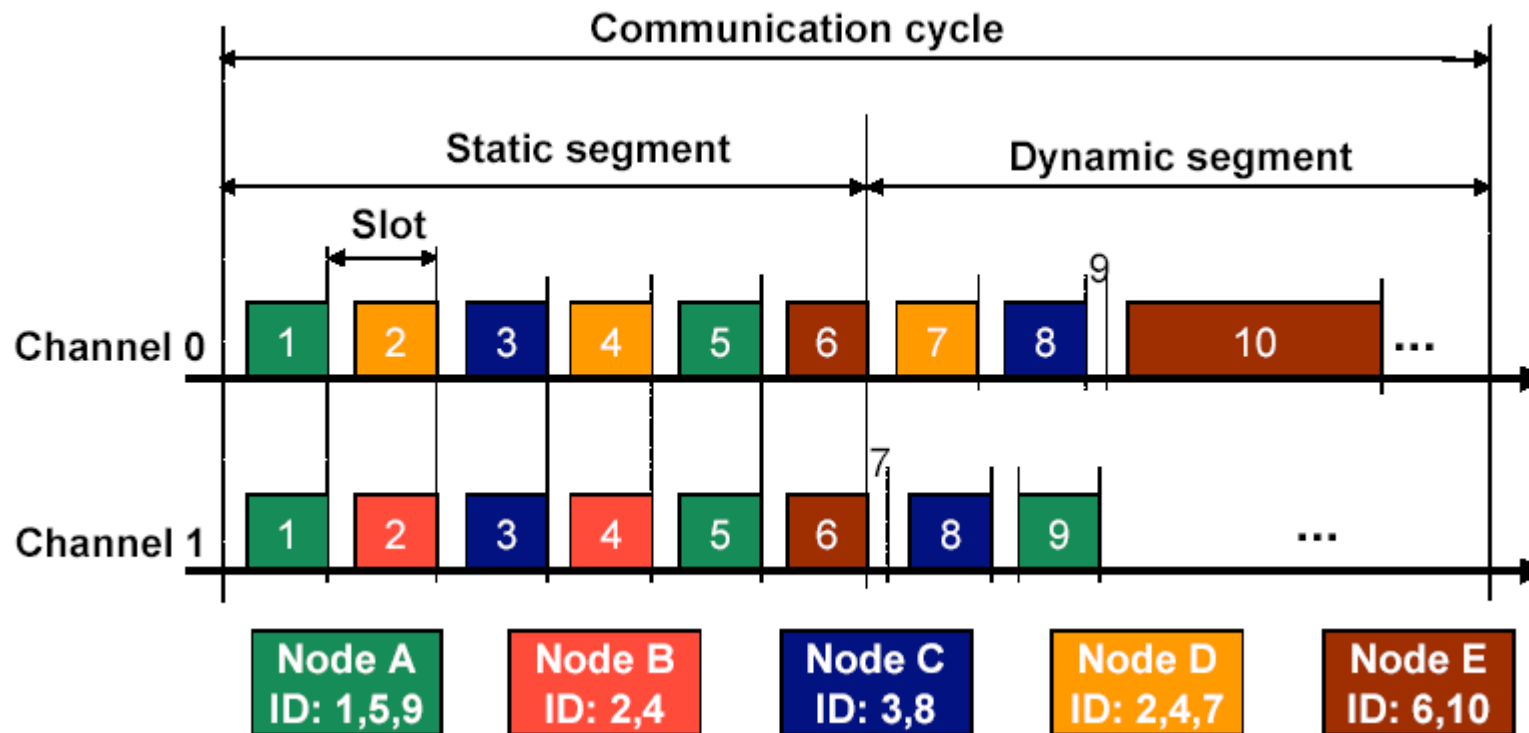 Communication cycle
Static segment
Dynamic segment
Slot
9
Channel 0 1 2 3 4 5 6 7 8 10 ...
7
Channel 1 1 2 3 4 5 6 8 9 ...
Node A Node B Node C Node D Node E
ID: 1,5,9 ID: 2,4 ID: 3,8 ID: 2,4,7 ID: 6,10